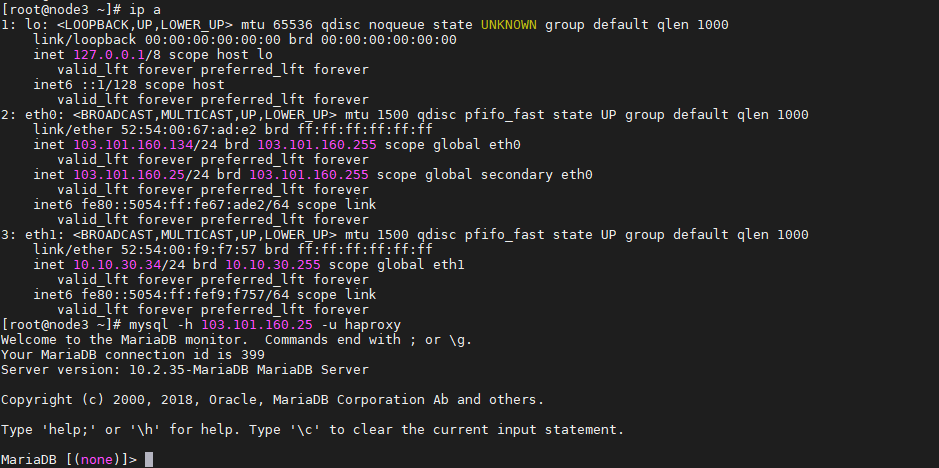 [root@node3 ~]# ip a
1: lo: <LOOPBACK,UP,LOWER_UP> mtu 65536 qdisc noqueue state UNKNOWN group default qlen 1000
    link/loopback 00:00:00:00:00:00 brd 00:00:00:00:00:00
    inet 127.0.0.1/8 scope host lo
       valid_lft forever preferred_lft forever
    inet6 ::1/128 scope host
       valid_lft forever preferred_lft forever
2: eth0: <BROADCAST,MULTICAST,UP,LOWER_UP> mtu 1500 qdisc pfifo_fast state UP group default qlen 1000
    link/ether 52:54:00:67:ad:e2 brd ff:ff:ff:ff:ff:ff
    inet 103.101.160.134/24 brd 103.101.160.255 scope global eth0
       valid_lft forever preferred_lft forever
    inet 103.101.160.25/24 brd 103.101.160.255 scope global secondary eth0
       valid_lft forever preferred_lft forever
    inet6 fe80::5054:ff:fe67:ade2/64 scope link
       valid_lft forever preferred_lft forever
3: eth1: <BROADCAST,MULTICAST,UP,LOWER_UP> mtu 1500 qdisc pfifo_fast state UP group default qlen 1000
    link/ether 52:54:00:f9:f7:57 brd ff:ff:ff:ff:ff:ff
    inet 10.10.30.34/24 brd 10.10.30.255 scope global eth1
       valid_lft forever preferred_lft forever
    inet6 fe80::5054:ff:fef9:f757/64 scope link
       valid_lft forever preferred_lft forever
[root@node3 ~]# mysql -h 103.101.160.25 -u haproxy
Welcome to the MariaDB monitor.  Commands end with ; or \g.
Your MariaDB connection id is 399
Server version: 10.2.35-MariaDB MariaDB Server

Copyright (c) 2000, 2018, Oracle, MariaDB Corporation Ab and others.

Type 'help;' or '\h' for help. Type '\c' to clear the current input statement.

MariaDB [(none)]>